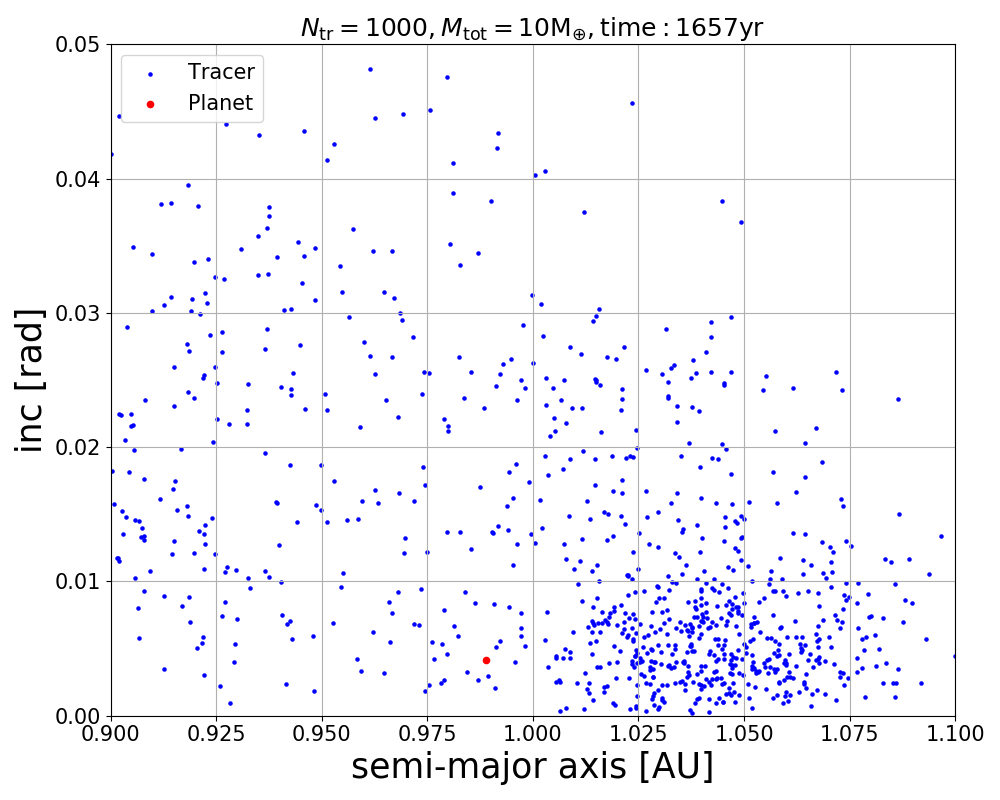 N_tr = 1000, M_tot = 10M_⊕, time : 1657yr
Tracer
Planet
inc [rad]
0.05
0.04
0.03
0.02
0.01
0.00
0.900 0.925 0.950 0.975 1.000 1.025 1.050 1.075 1.100
semi-major axis [AU]